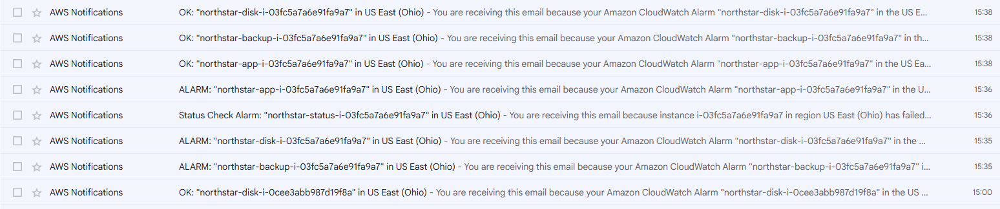 AWS Notifications OK: "northstar-disk-i-03fc5a7a6e91fa9a7" in US East (Ohio) - You are receiving this email because your Amazon CloudWatch Alarm "northstar-disk-i-03fc5a7a6e91fa9a7" in the US E... 15:38
AWS Notifications OK: "northstar-backup-i-03fc5a7a6e91fa9a7" in US East (Ohio) - You are receiving this email because your Amazon CloudWatch Alarm "northstar-backup-i-03fc5a7a6e91fa9a7" in th... 15:38
AWS Notifications OK: "northstar-app-i-03fc5a7a6e91fa9a7" in US East (Ohio) - You are receiving this email because your Amazon CloudWatch Alarm "northstar-app-i-03fc5a7a6e91fa9a7" in the US Ea... 15:38
AWS Notifications ALARM: "northstar-app-i-03fc5a7a6e91fa9a7" in US East (Ohio) - You are receiving this email because your Amazon CloudWatch Alarm "northstar-app-i-03fc5a7a6e91fa9a7" in the U... 15:36
AWS Notifications Status Check Alarm: "northstar-status-i-03fc5a7a6e91fa9a7" in US East (Ohio) - You are receiving this email because instance i-03fc5a7a6e91fa9a7 in region US East (Ohio) has failed... 15:36
AWS Notifications ALARM: "northstar-disk-i-03fc5a7a6e91fa9a7" in US East (Ohio) - You are receiving this email because your Amazon CloudWatch Alarm "northstar-disk-i-03fc5a7a6e91fa9a7" in the ... 15:35
AWS Notifications ALARM: "northstar-backup-i-03fc5a7a6e91fa9a7" in US East (Ohio) - You are receiving this email because your Amazon CloudWatch Alarm "northstar-backup-i-03fc5a7a6e91fa9a7" i... 15:35
AWS Notifications OK: "northstar-disk-i-0cee3abb987d19f8a" in US East (Ohio) - You are receiving this email because your Amazon CloudWatch Alarm "northstar-disk-i-0cee3abb987d19f8a" in the US ... 15:00